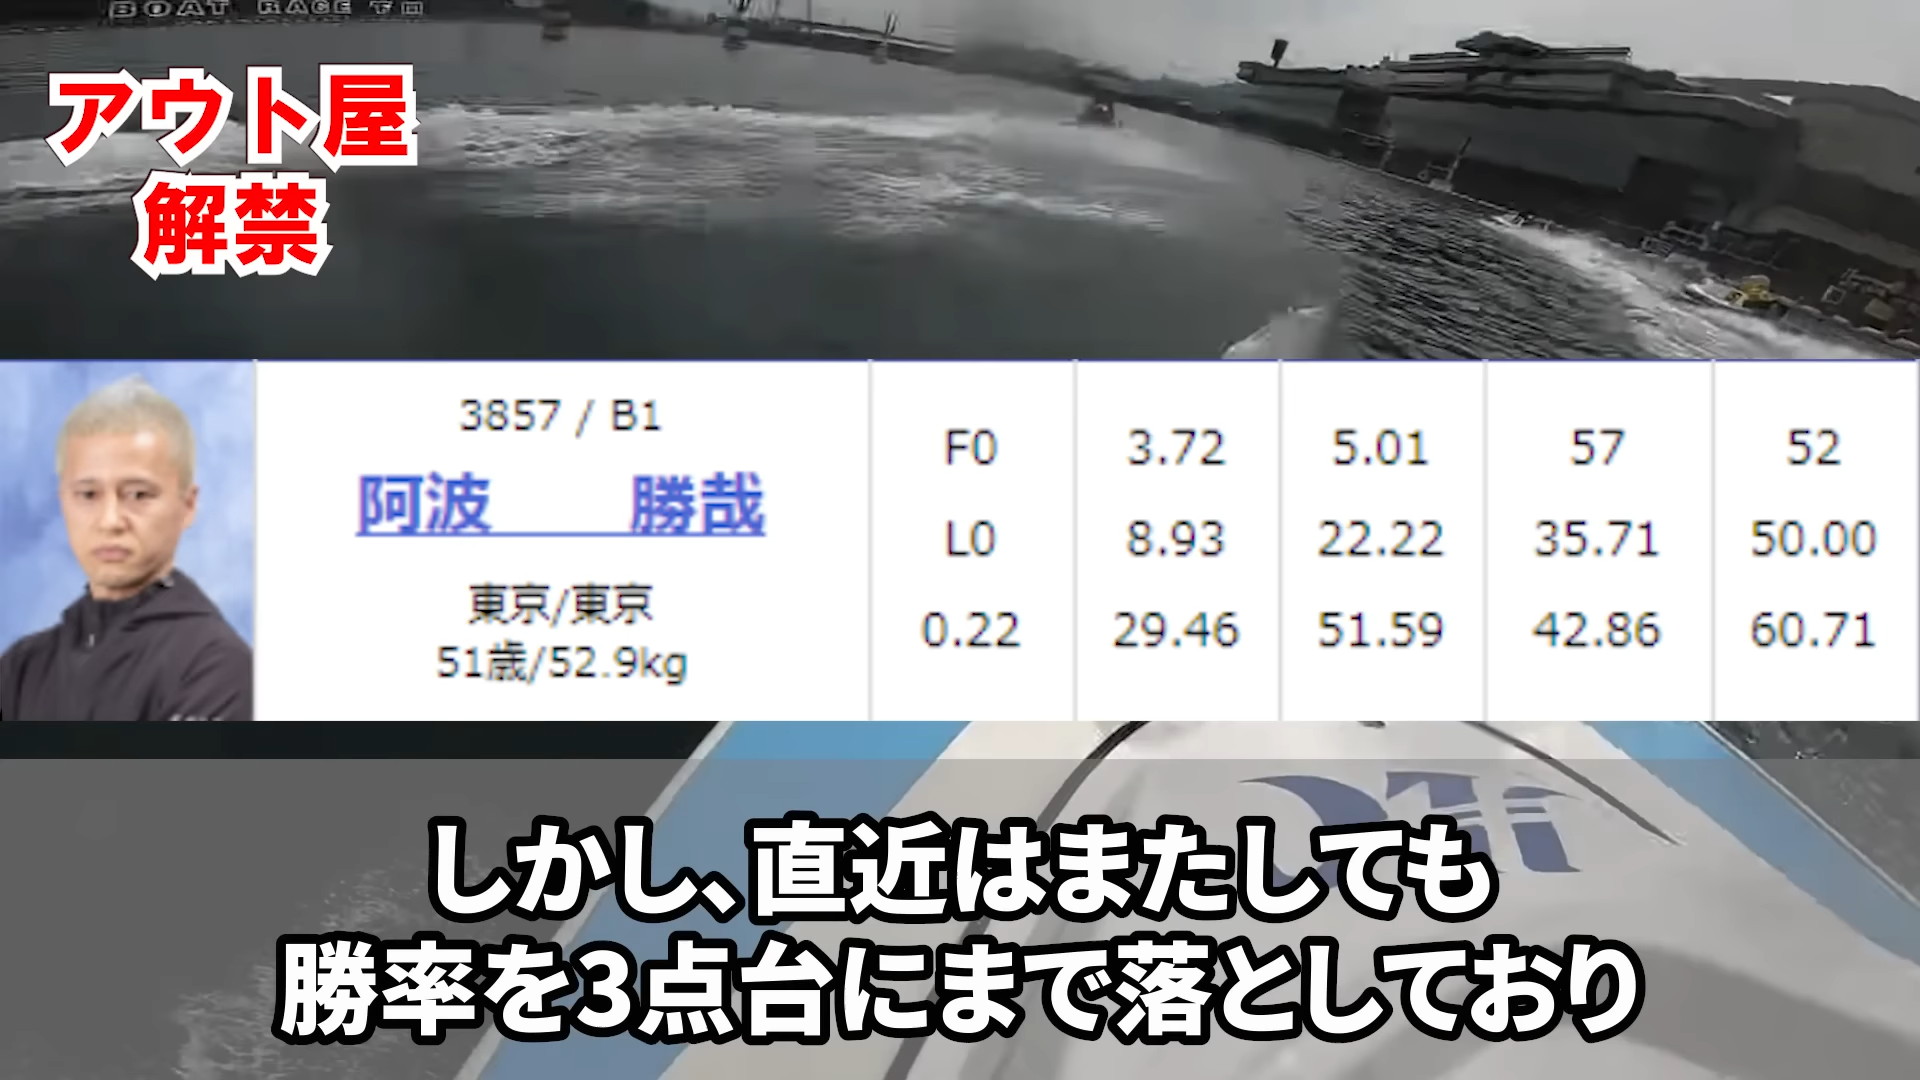 BOAT RACE 下関
アウト屋
解禁
3857 / B1
阿波 勝哉
東京/東京
51歳/52.9kg
F0
L0
0.22
3.72
8.93
29.46
5.01
22.22
51.59
57
35.71
42.86
52
50.00
60.71
しかし、直近はまたしても
勝率を3点台にまで落としており